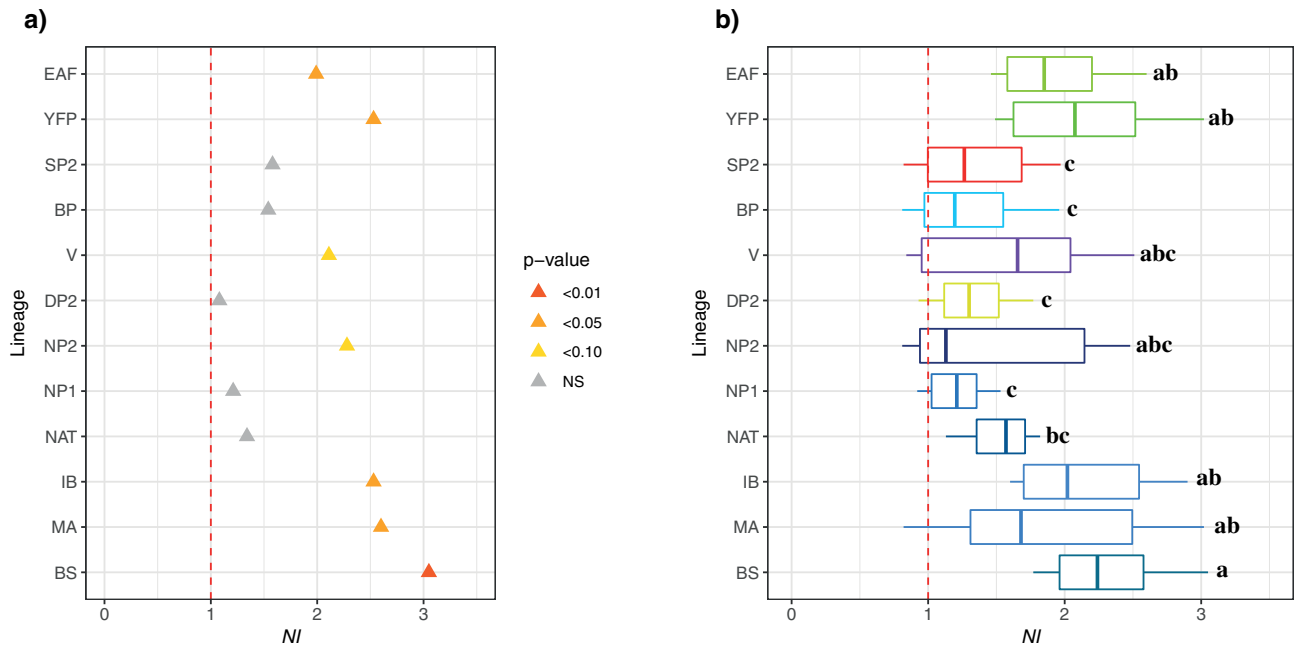 a)
EAF
YFP
SP2
BP
V
DP2
NP2
NP1
NAT
IB
MA
BS
Lineage
0 1 2 3
NI
p−value
<0.01
<0.05
<0.10
NS
b)
EAF ab
YFP ab
SP2 c
BP c
V abc
DP2 c
NP2 abc
NP1 c
NAT bc
IB ab
MA ab
BS a
Lineage
0 1 2 3
NI